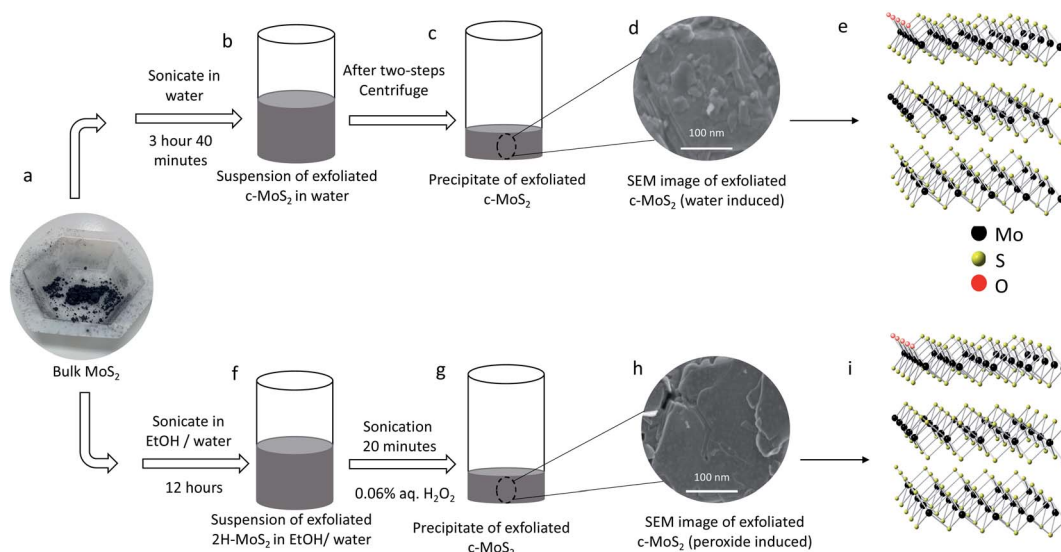 a
Bulk MoS₂
Sonicate in
water
3 hour 40
minutes
b
Suspension of exfoliated
c-MoS₂ in water
After two-steps
Centrifuge
c
Precipitate of exfoliated
c-MoS₂
d
100 nm
SEM image of exfoliated
c-MoS₂ (water induced)
e
Mo
S
O
Sonicate in
EtOH / water
12 hours
f
Suspension of exfoliated
2H-MoS₂ in EtOH/ water
Sonication
20 minutes
0.06% aq. H₂O₂
g
Precipitate of exfoliated
c-MoS₂
h
100 nm
SEM image of exfoliated
c-MoS₂ (peroxide induced)
i